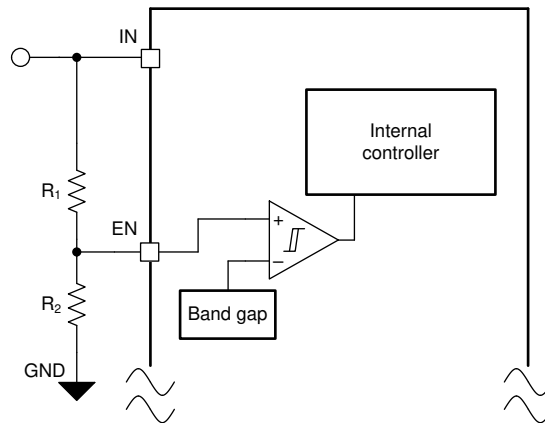 IN
Internal
controller
R1
EN
+
−
R2
Band gap
GND